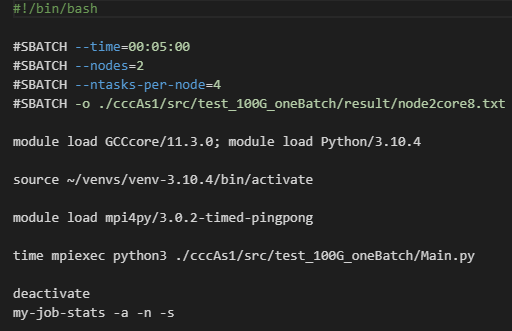 #!/bin/bash
#SBATCH --time=00:05:00
#SBATCH --nodes=2
#SBATCH --ntasks-per-node=4
#SBATCH -o ./cccAs1/src/test_100G_oneBatch/result/node2core8.txt
module load GCCcore/11.3.0; module load Python/3.10.4
source ~/venvs/venv-3.10.4/bin/activate
module load mpi4py/3.0.2-timed-pingpong
time mpiexec python3 ./cccAs1/src/test_100G_oneBatch/Main.py
deactivate
my-job-stats -a -n -s